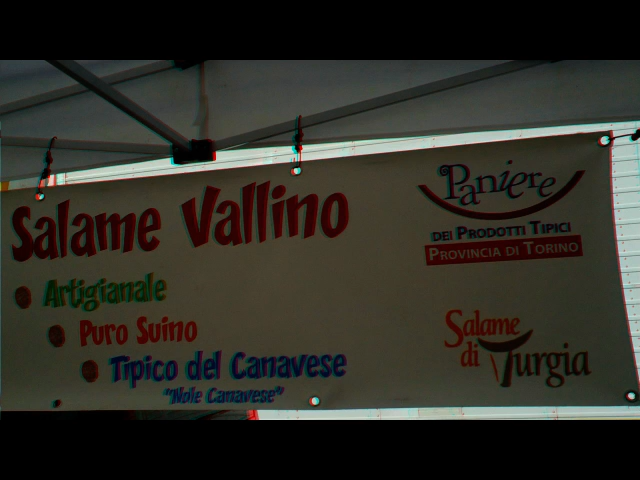 Salame Vallino
Artigianale
Puro Suino
Tipico del Canavese
"Nole Canavese"
Paniere
dei Prodotti Tipici
Provincia di Torino
Salame
di Turgia